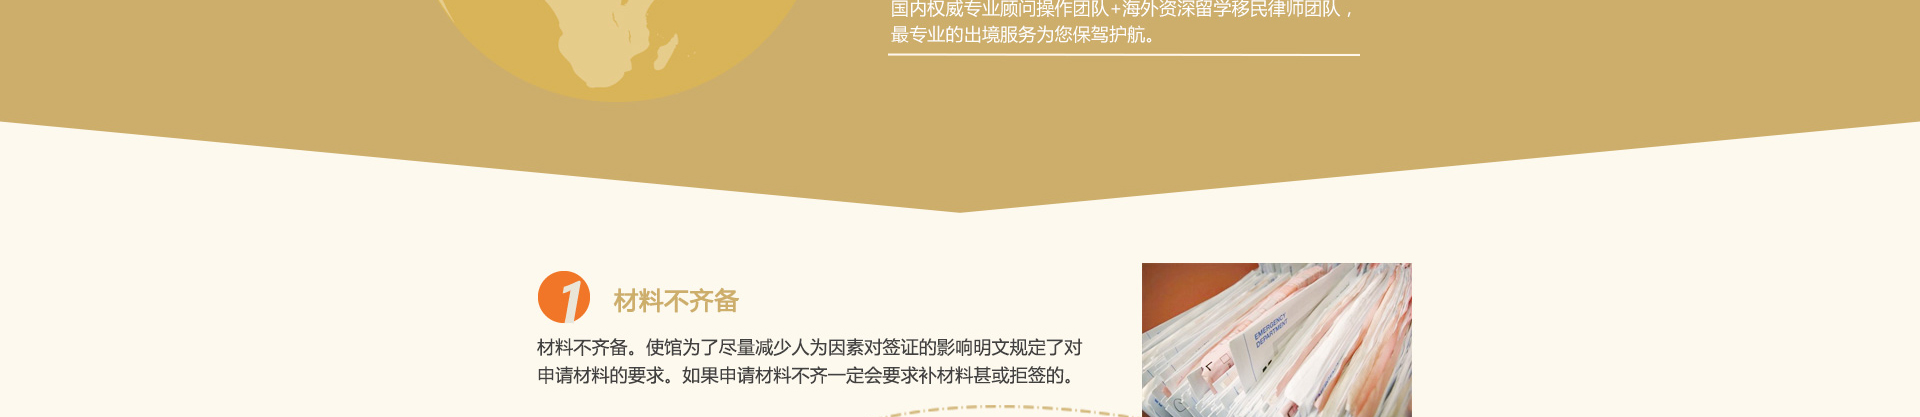 国内权威专业顾问操作团队+海外资深留学移民律师团队，
最专业的出境服务为您保驾护航。
1 材料不齐备
材料不齐备。使馆为了尽量减少人为因素对签证的影响明文规定了对
申请材料的要求。如果申请材料不齐一定会要求补材料甚或拒签的。
EMERGENCY
DEPARTMENT